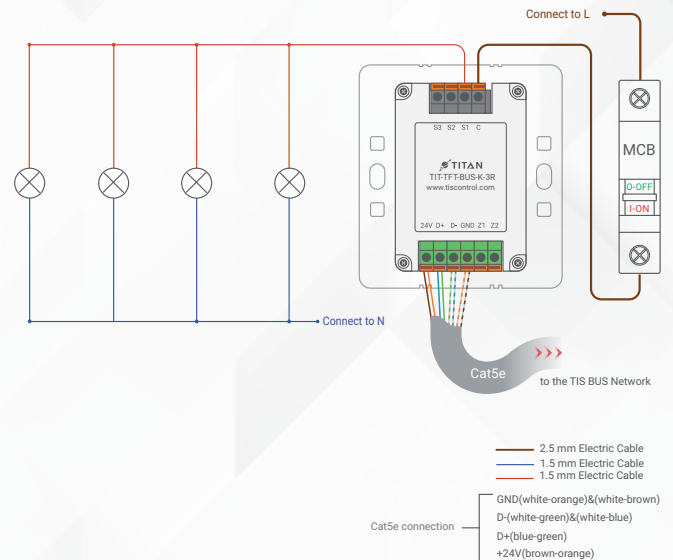 Connect to L
MCB
O-OFF
I-ON
S3 S2 S1 C
TITAN
TIT-TFT-BUS-K-3R
www.tiscontrol.com
24V D+ D- GND Z1 Z2
Connect to N
Cat5e
to the TIS BUS Network
2.5 mm Electric Cable
1.5 mm Electric Cable
1.5 mm Electric Cable
Cat5e connection
GND(white-orange)&(white-brown)
D-(white-green)&(white-blue)
D+(blue-green)
+24V(brown-orange)